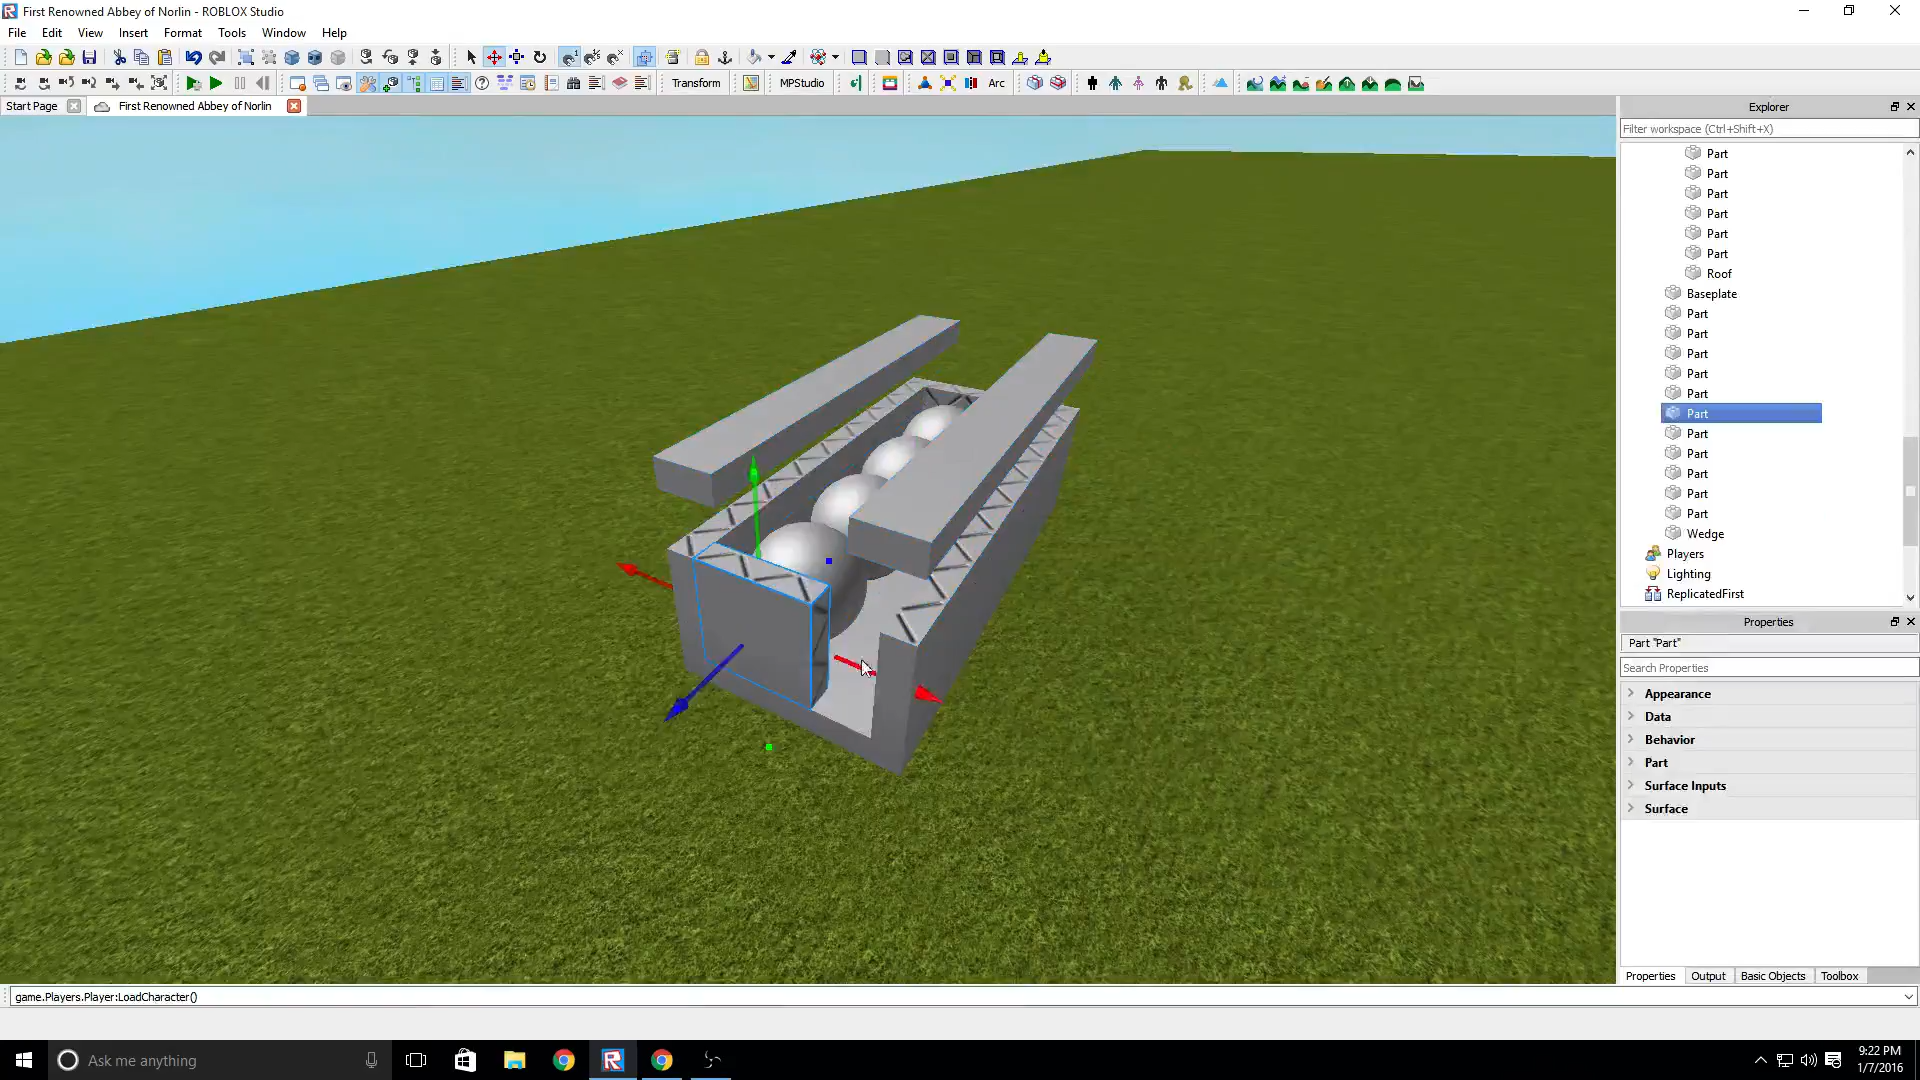 First Renowned Abbey of Norlin - ROBLOX Studio
File Edit View Insert Format Tools Window Help
Transform MPStudio Arc
Start Page First Renowned Abbey of Norlin
Explorer
Filter workspace (Ctrl+Shift+X)
Part
Part
Part
Part
Part
Part
Roof
Baseplate
Part
Part
Part
Part
Part
Part
Part
Part
Part
Part
Part
Wedge
Players
Lighting
ReplicatedFirst
Properties
Part "Part"
Search Properties
Appearance
Data
Behavior
Part
Surface Inputs
Surface
Properties Output Basic Objects Toolbox
game.Players.Player:LoadCharacter()
Ask me anything
9:22 PM
1/7/2016